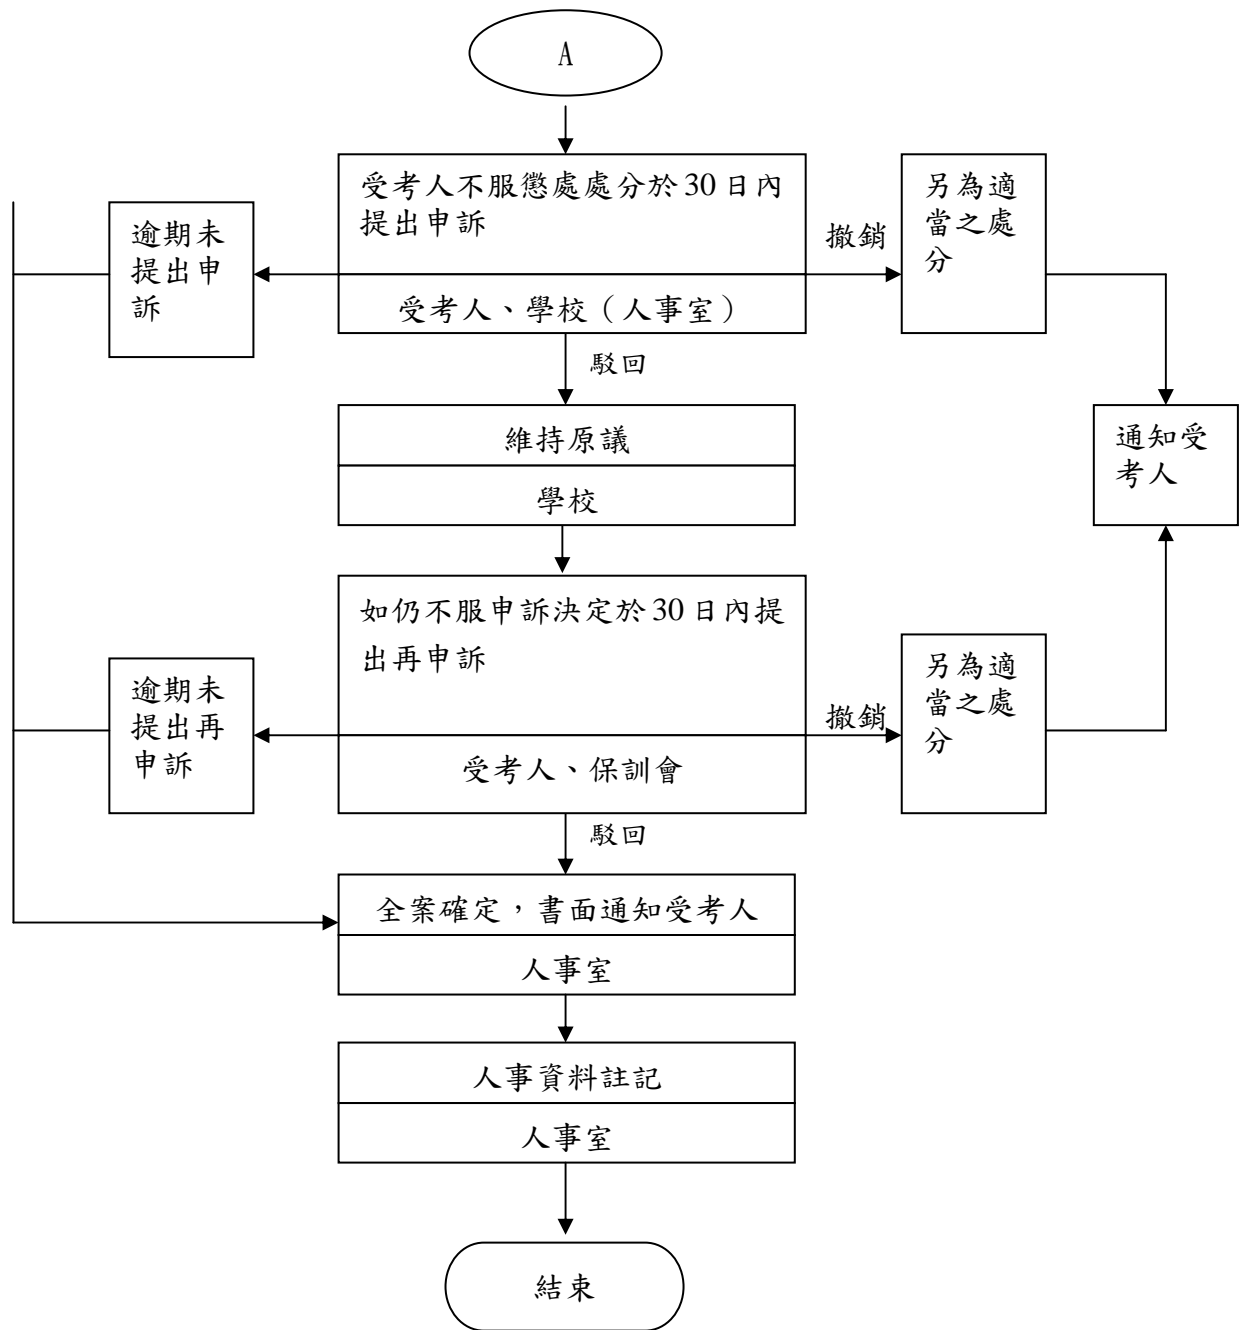 A
受考人不服懲處處分於30日內
提出申訴
受考人、學校（人事室）
逾期未
提出申
訴
撤銷
另為適
當之處
分
駁回
維持原議
學校
通知受
考人
如仍不服申訴決定於30日內提
出再申訴
受考人、保訓會
逾期未
提出再
申訴
撤銷
另為適
當之處
分
駁回
全案確定，書面通知受考人
人事室
人事資料註記
人事室
結束